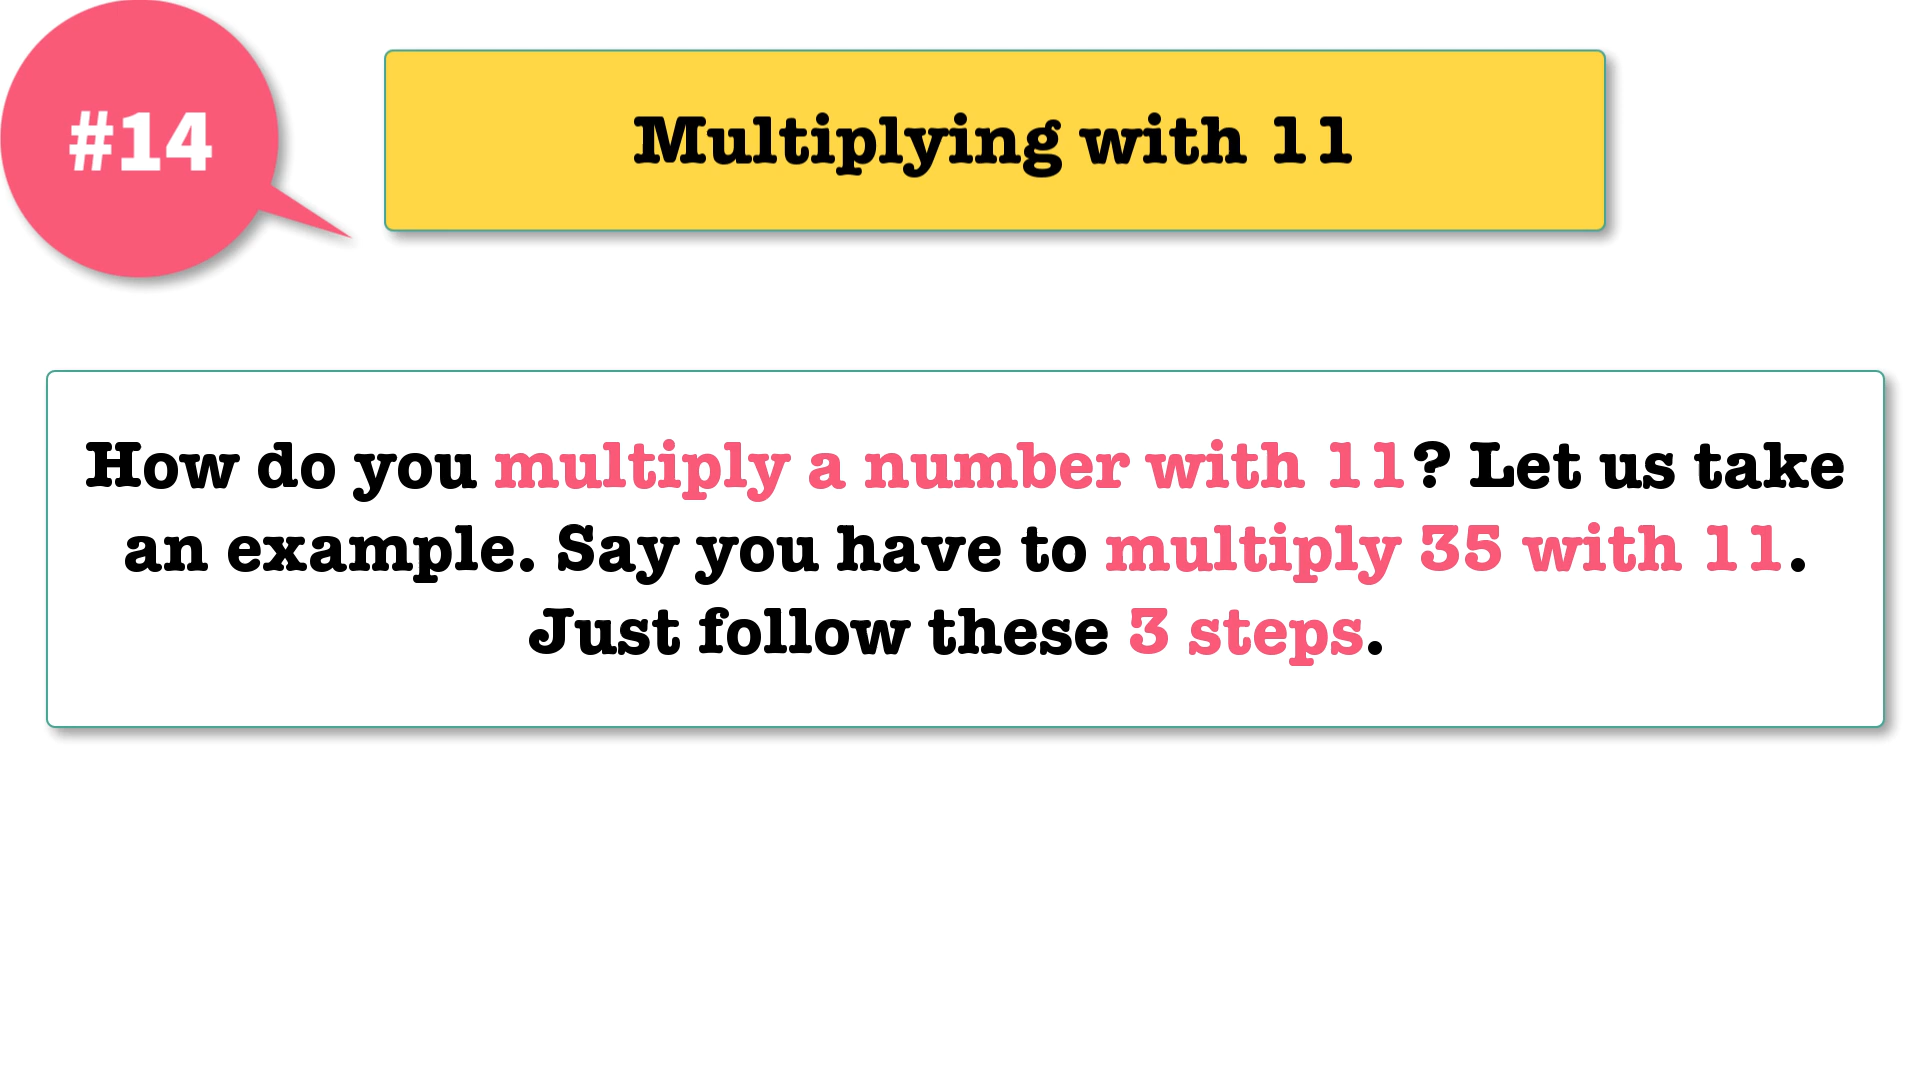 #14
Multiplying with 11
How do you multiply a number with 11? Let us take
an example. Say you have to multiply 35 with 11.
Just follow these 3 steps.